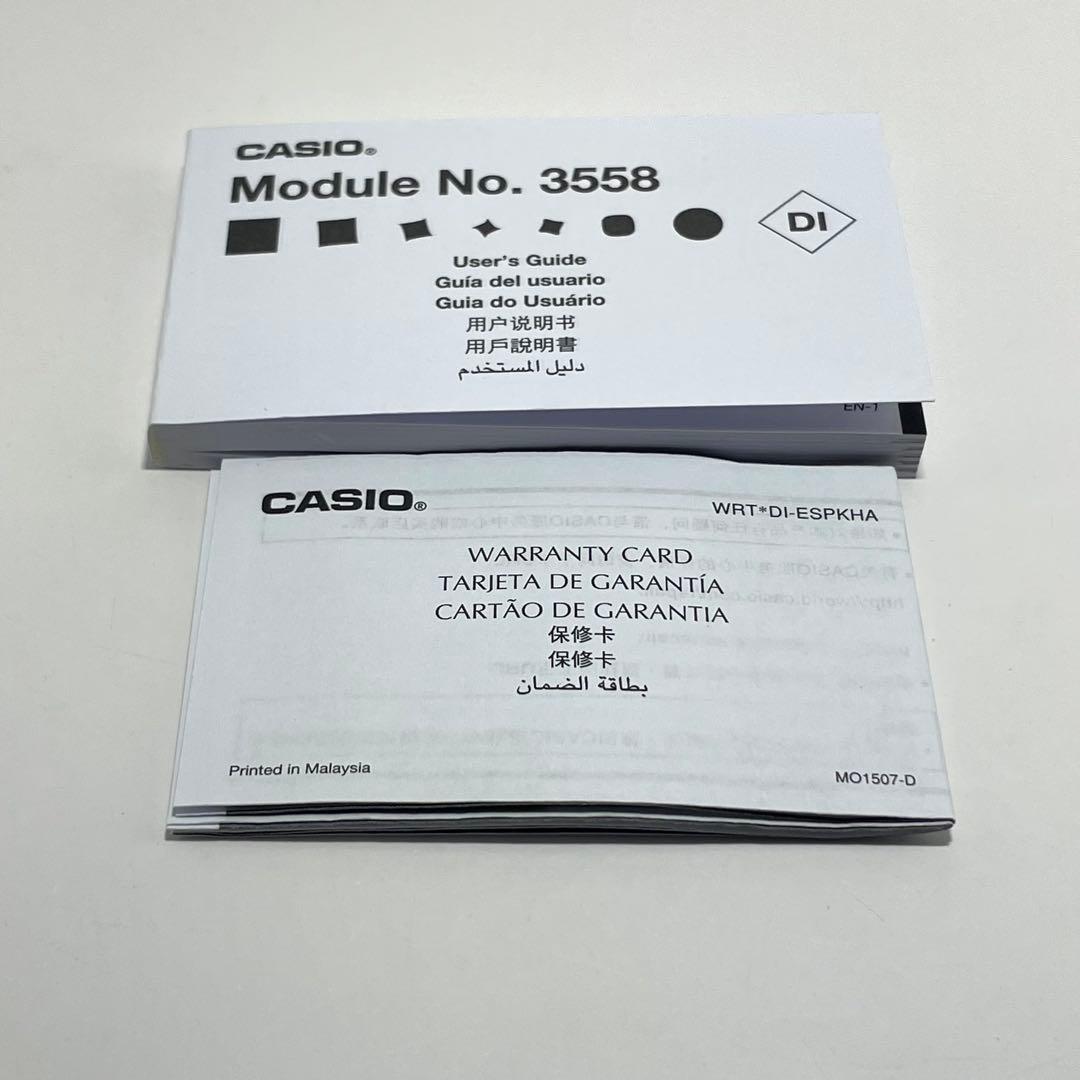 CASIO®
Module No. 3558
DI
User's Guide
Guía del usuario
Guia do Usuário
用户说明书
用戶說明書
دليل المستخدم
EN-1
CASIO®
WRT*DI-ESPKHA
WARRANTY CARD
TARJETA DE GARANTÍA
CARTÃO DE GARANTIA
保修卡
保修卡
بطاقة الضمان
Printed in Malaysia
MO1507-D